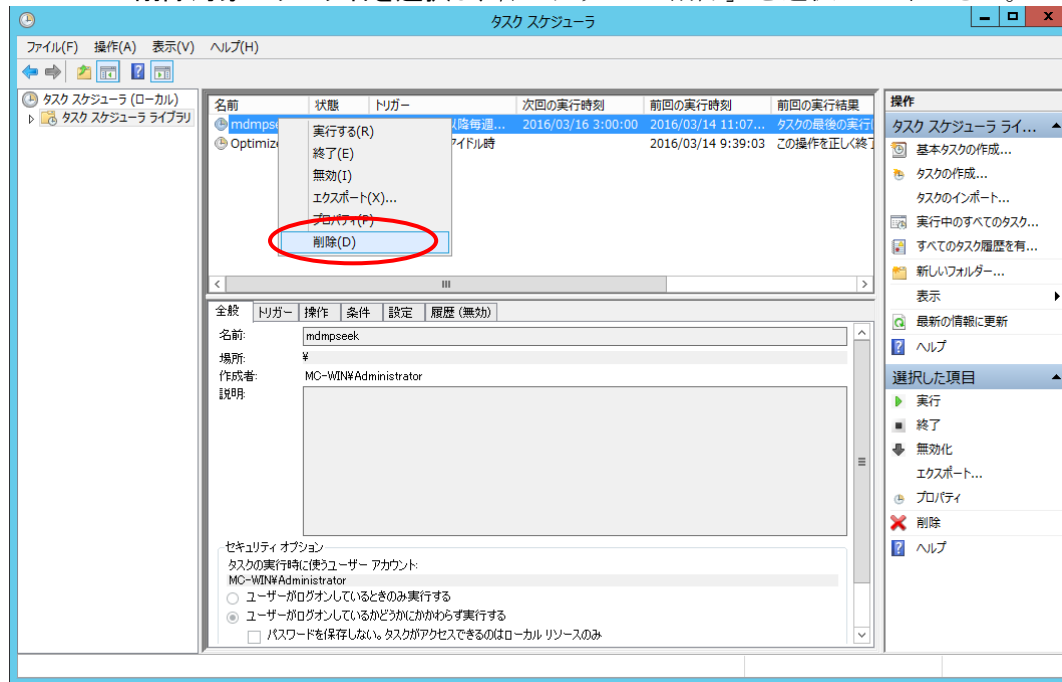 タスク スケジューラ
ファイル(F) 操作(A) 表示(V) ヘルプ(H)
タスク スケジューラ (ローカル)
タスク スケジューラ ライブラリ
名前 状態 トリガー 次回の実行時刻 前回の実行時刻 前回の実行結果
mdmpse 以降毎週... 2016/03/16 3:00:00 2016/03/14 11:07... タスクの最後の実行
Optimize アイドル時 2016/03/14 9:39:03 この操作を正しく終了
実行する(R)
終了(E)
無効(I)
エクスポート(X)...
プロパティ(P)
削除(D)
全般 トリガー 操作 条件 設定 履歴 (無効)
名前: mdmpseek
場所: ¥
作成者: MC-WIN¥Administrator
説明:
セキュリティ オプション
タスクの実行時に使うユーザー アカウント:
MC-WIN¥Administrator
ユーザーがログオンしているときのみ実行する
ユーザーがログオンしているかどうかにかかわらず実行する
パスワードを保存しない。タスクがアクセスできるのはローカル リソースのみ
操作
タスク スケジューラ ライ...
基本タスクの作成...
タスクの作成...
タスクのインポート...
実行中のすべてのタスク...
すべてのタスク履歴を有...
新しいフォルダー...
表示
最新の情報に更新
ヘルプ
選択した項目
実行
終了
無効化
エクスポート...
プロパティ
削除
ヘルプ